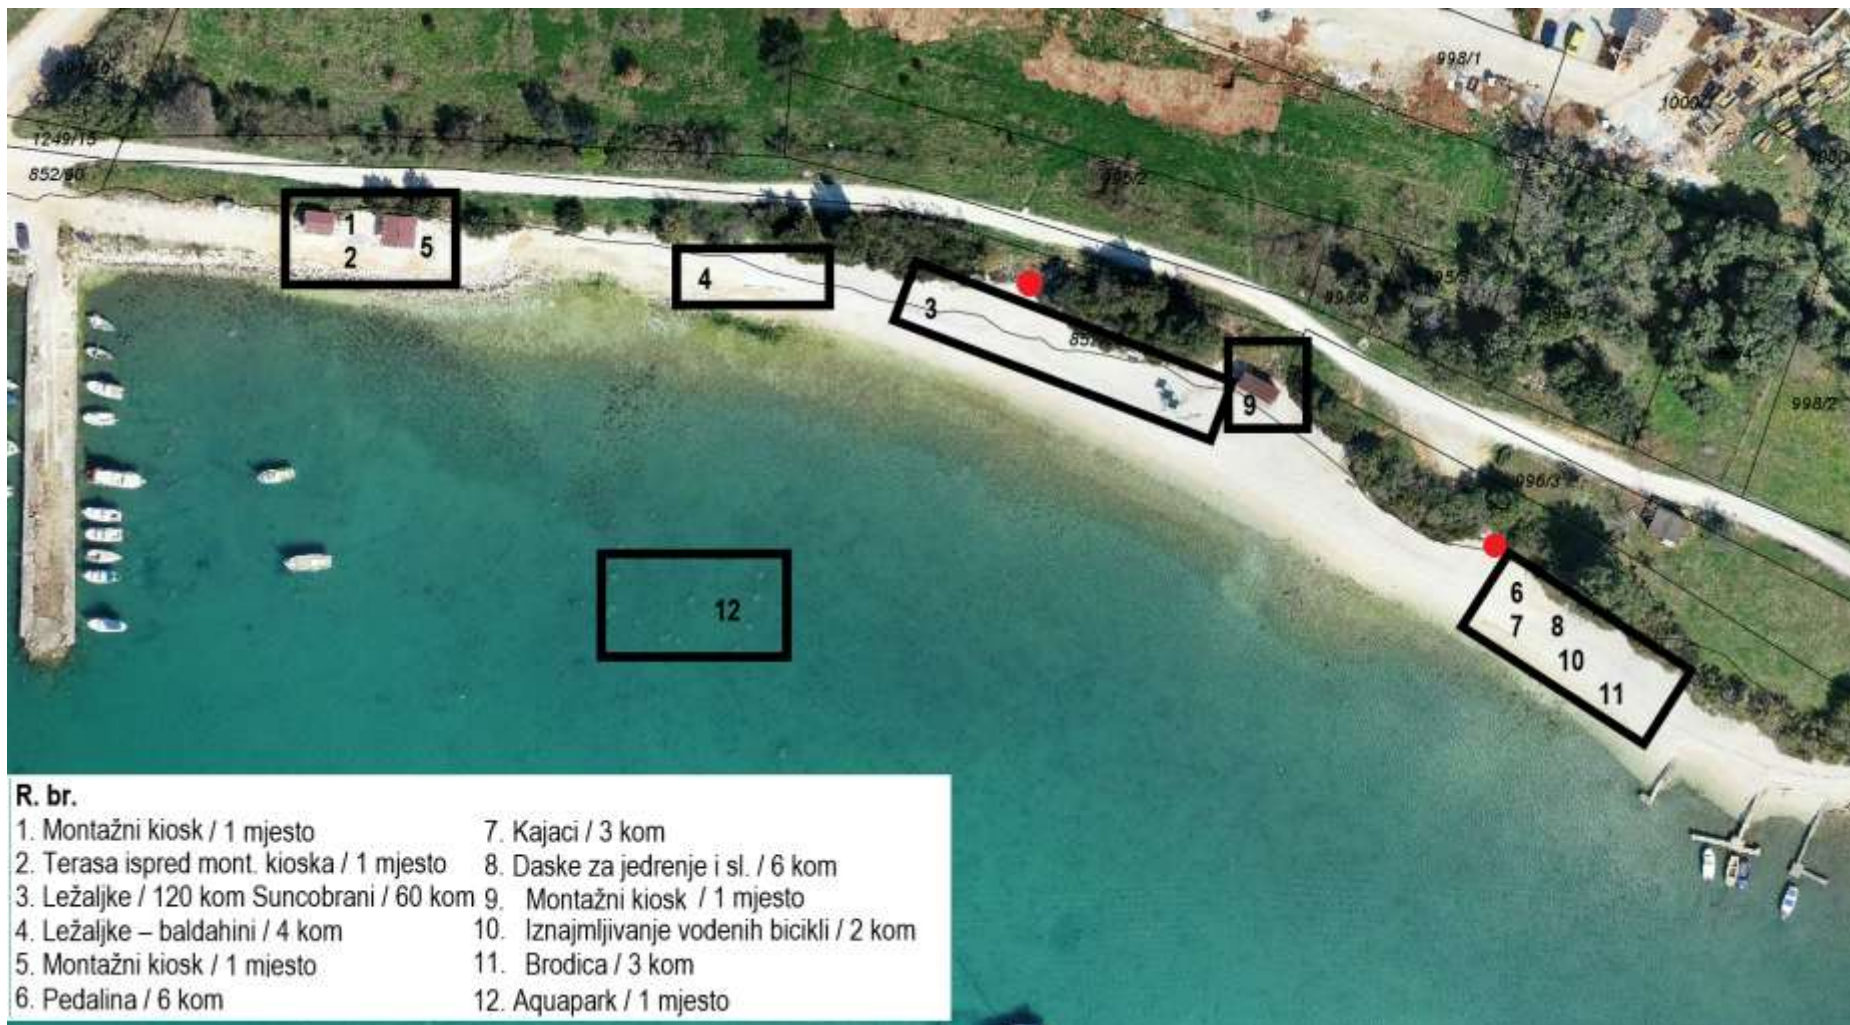 998/1
1000/
1249/15
852/90
995/2
1
2
5
4
3
998/2
9
996/3
12
6
7
8
10
11
R. br.
1. Montažni kiosk / 1 mjesto
2. Terasa ispred mont. kioska / 1 mjesto
3. Ležaljke / 120 kom Suncobrani / 60 kom
4. Ležaljke – baldahini / 4 kom
5. Montažni kiosk / 1 mjesto
6. Pedalina / 6 kom
7. Kajaci / 3 kom
8. Daske za jedrenje i sl. / 6 kom
9. Montažni kiosk / 1 mjesto
10. Iznajmljivanje vodenih bicikli / 2 kom
11. Brodica / 3 kom
12. Aquapark / 1 mjesto